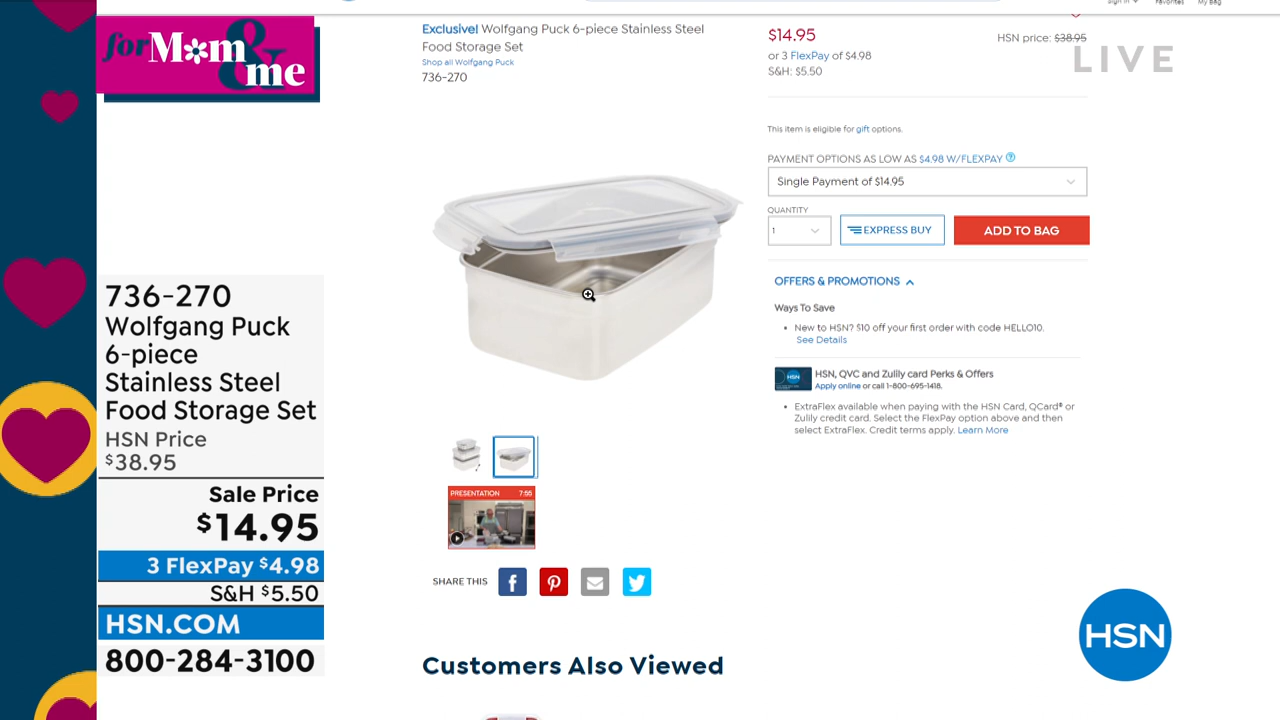 Sign in
Favorites
My Bag
for Mom
& me
Exclusive! Wolfgang Puck 6-piece Stainless Steel
Food Storage Set
Shop all Wolfgang Puck
736-270
$14.95
HSN price: $38.95
or 3 FlexPay of $4.98
S&H: $5.50
LIVE
This item is eligible for gift options.
PAYMENT OPTIONS AS LOW AS $4.98 W/FLEXPAY ?
Single Payment of $14.95
QUANTITY
1
EXPRESS BUY
ADD TO BAG
OFFERS & PROMOTIONS
Ways To Save
• New to HSN? $10 off your first order with code HELLO10.
See Details
HSN
HSN, QVC and Zulily card Perks & Offers
Apply online or call 1-800-695-1418.
• ExtraFlex available when paying with the HSN Card, QCard® or
Zulily credit card. Select the FlexPay option above and then
select ExtraFlex. Credit terms apply. Learn More
736-270
Wolfgang Puck
6-piece
Stainless Steel
Food Storage Set
HSN Price
$38.95
Sale Price
$14.95
3 FlexPay $4.98
S&H $5.50
HSN.COM
800-284-3100
PRESENTATION 7:56
SHARE THIS
Customers Also Viewed
HSN